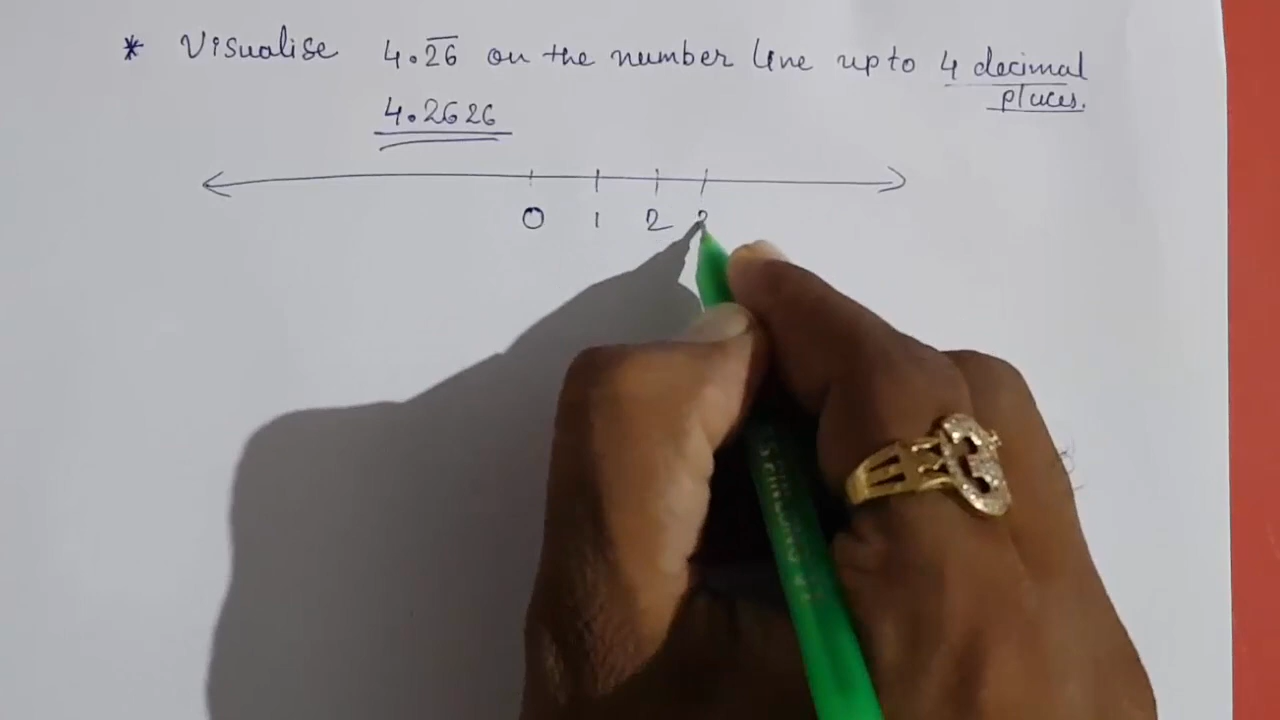 * Visualise 4.2̅6̅ on the number line upto 4 decimal
places.
4.2626
0 1 2